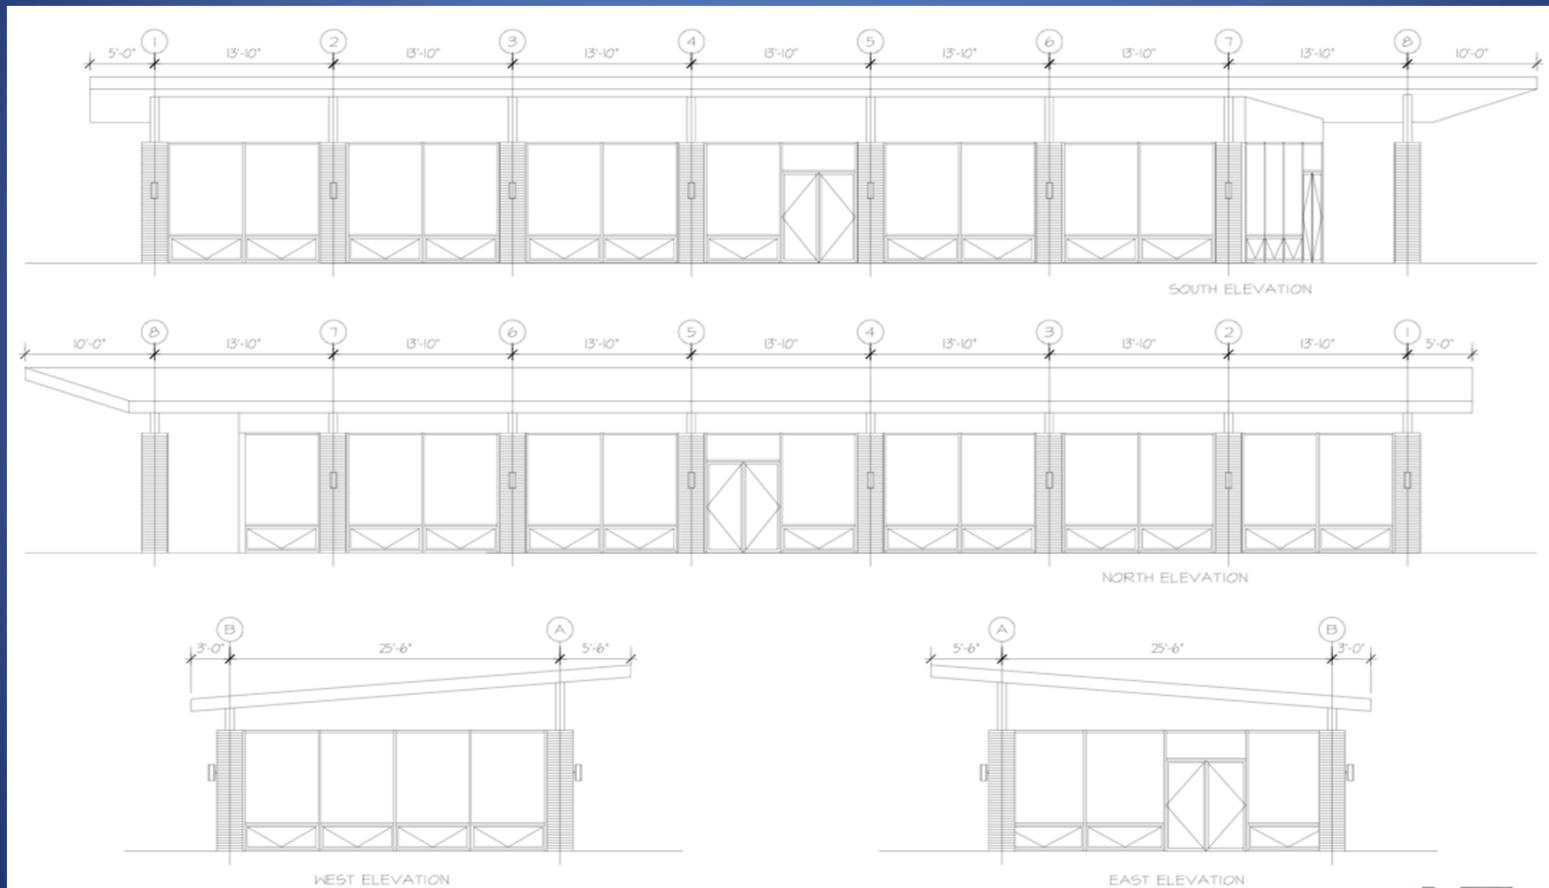 1 2 3 4 5 6 7 8
5'-0" 13'-10" 13'-10" 13'-10" 13'-10" 13'-10" 13'-10" 13'-10" 10'-0"
SOUTH ELEVATION
8 7 6 5 4 3 2 1
10'-0" 13'-10" 13'-10" 13'-10" 13'-10" 13'-10" 13'-10" 13'-10" 5'-0"
NORTH ELEVATION
B A
3'-0" 25'-6" 5'-6"
WEST ELEVATION
A B
5'-6" 25'-6" 3'-0"
EAST ELEVATION